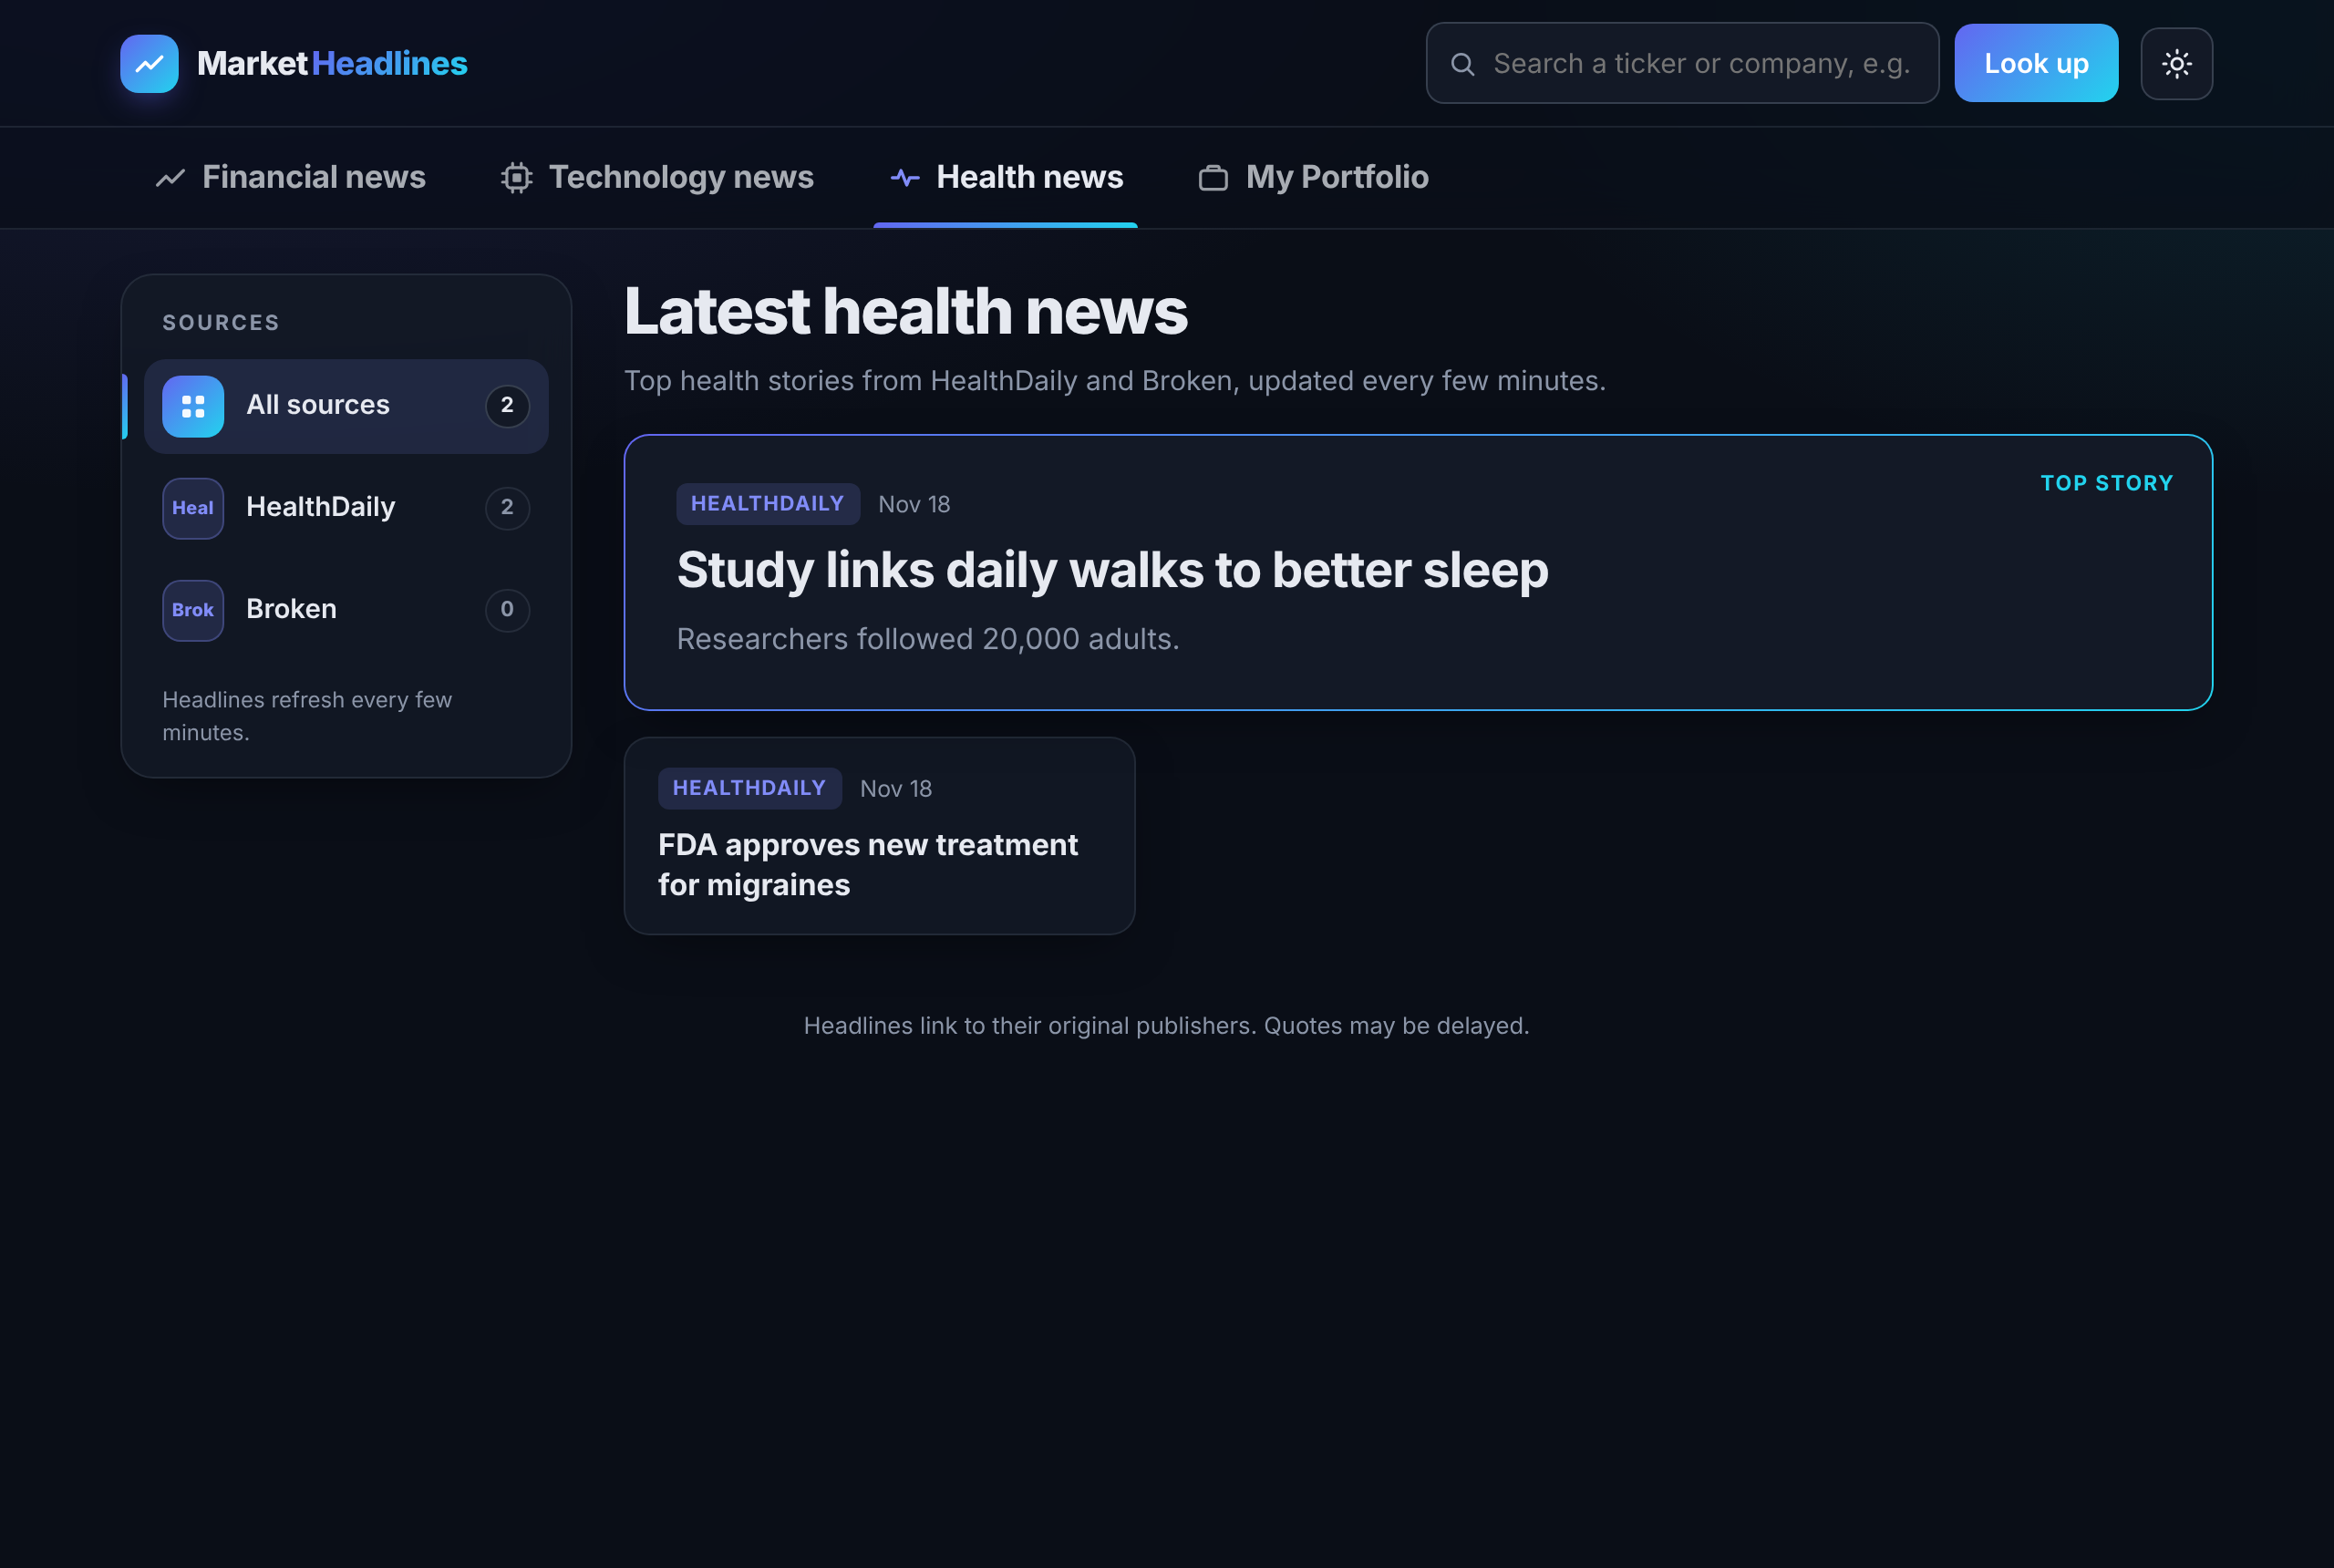 MarketHeadlines
Search a ticker or company, e.g.
Look up
Financial news
Technology news
Health news
My Portfolio
SOURCES
All sources
2
Heal
HealthDaily
2
Brok
Broken
0
Headlines refresh every few
minutes.
Latest health news
Top health stories from HealthDaily and Broken, updated every few minutes.
TOP STORY
HEALTHDAILY
Nov 18
Study links daily walks to better sleep
Researchers followed 20,000 adults.
HEALTHDAILY
Nov 18
FDA approves new treatment
for migraines
Headlines link to their original publishers. Quotes may be delayed.